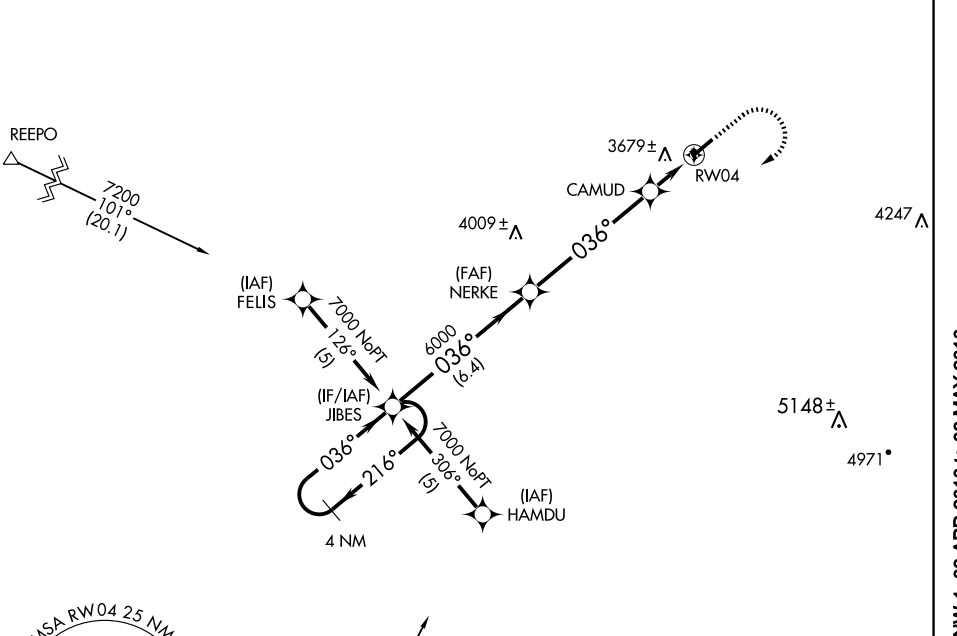 REEPO
7200
101°
(20.1)
3679±
RW04
CAMUD
4009±
4247
036°
(FAF)
NERKE
(IAF)
FELIS
7000 NoPT
126°
(5)
6000
036°
(6.4)
(IF/IAF)
JIBES
5148±
4971
036°
216°
7000 NoPT
306°
(5)
(IAF)
HAMDU
4 NM
MSA RW04 25 NM